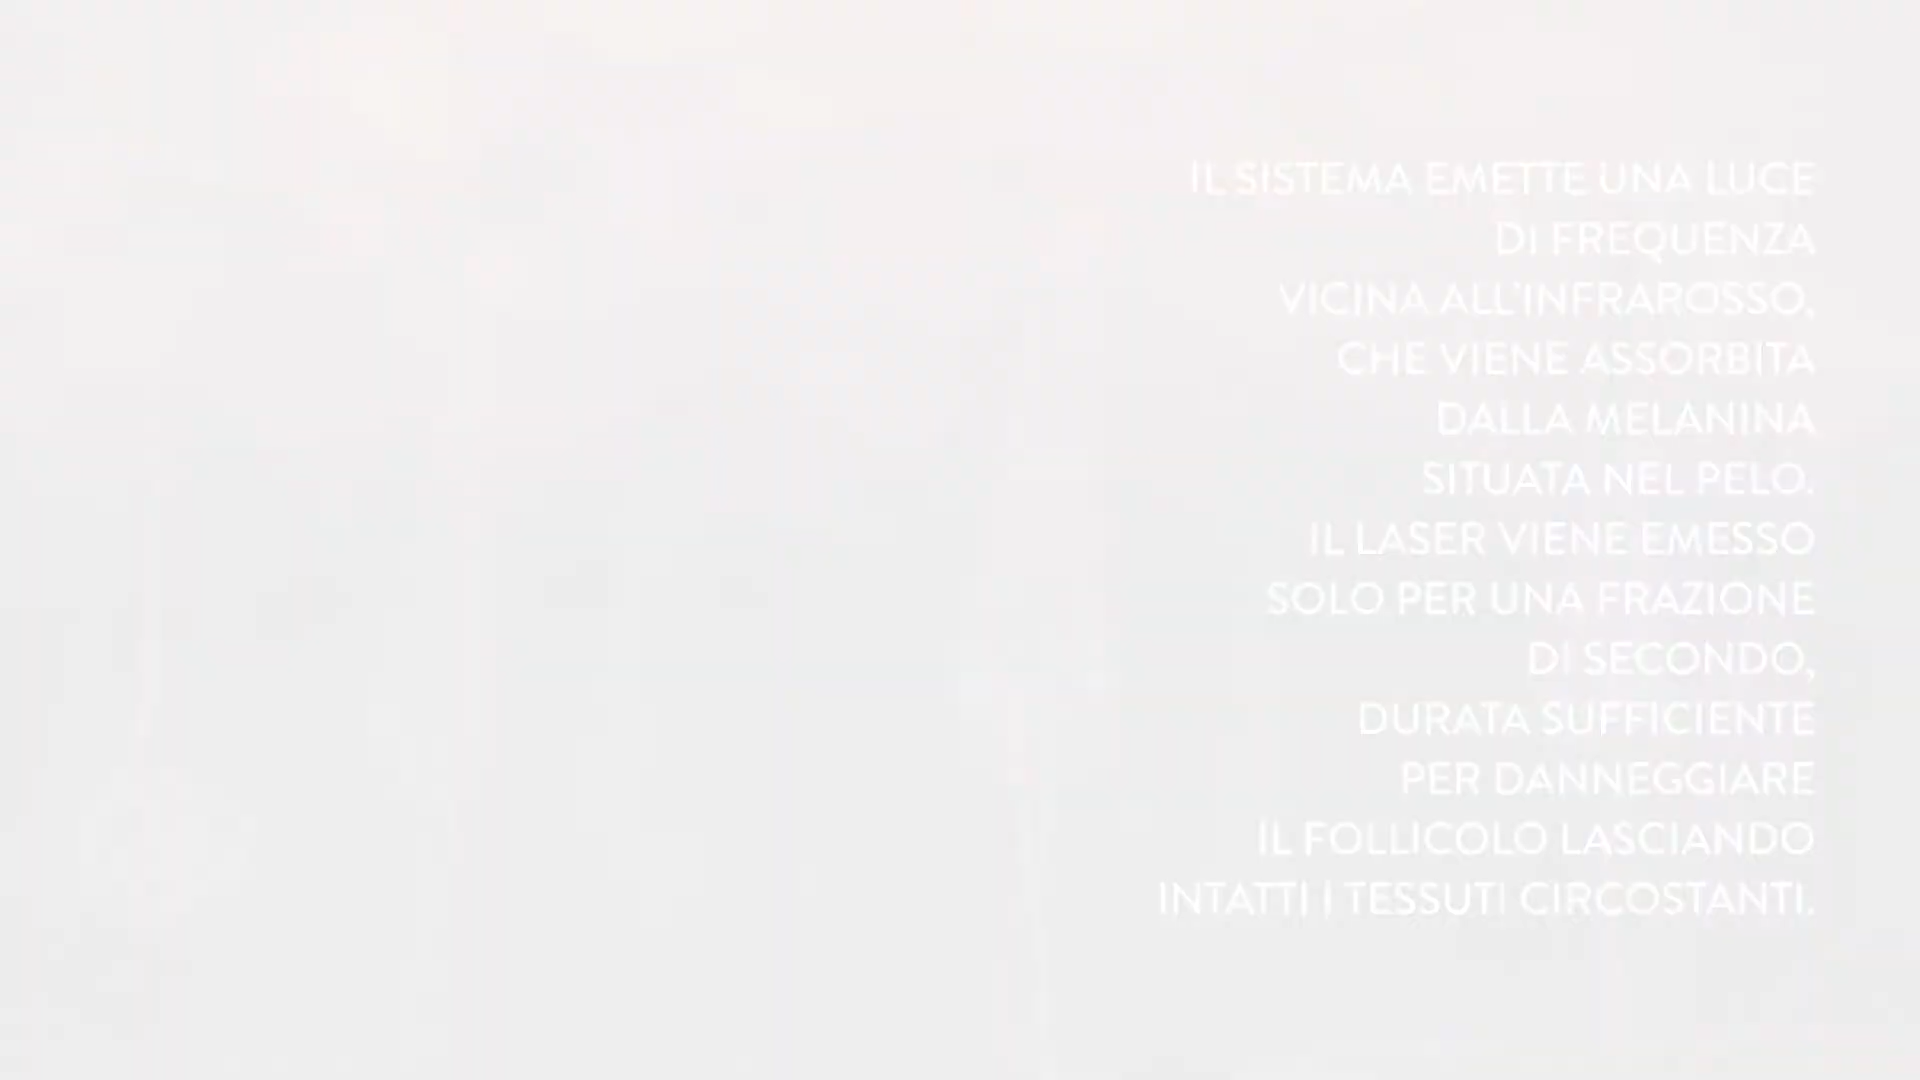 IL SISTEMA EMETTE UNA LUCE
DI FREQUENZA
VICINA ALL'INFRAROSSO,
CHE VIENE ASSORBITA
DALLA MELANINA
SITUATA NEL PELO.
IL LASER VIENE EMESSO
SOLO PER UNA FRAZIONE
DI SECONDO,
DURATA SUFFICIENTE
PER DANNEGGIARE
IL FOLLICOLO LASCIANDO
INTATTI I TESSUTI CIRCOSTANTI.